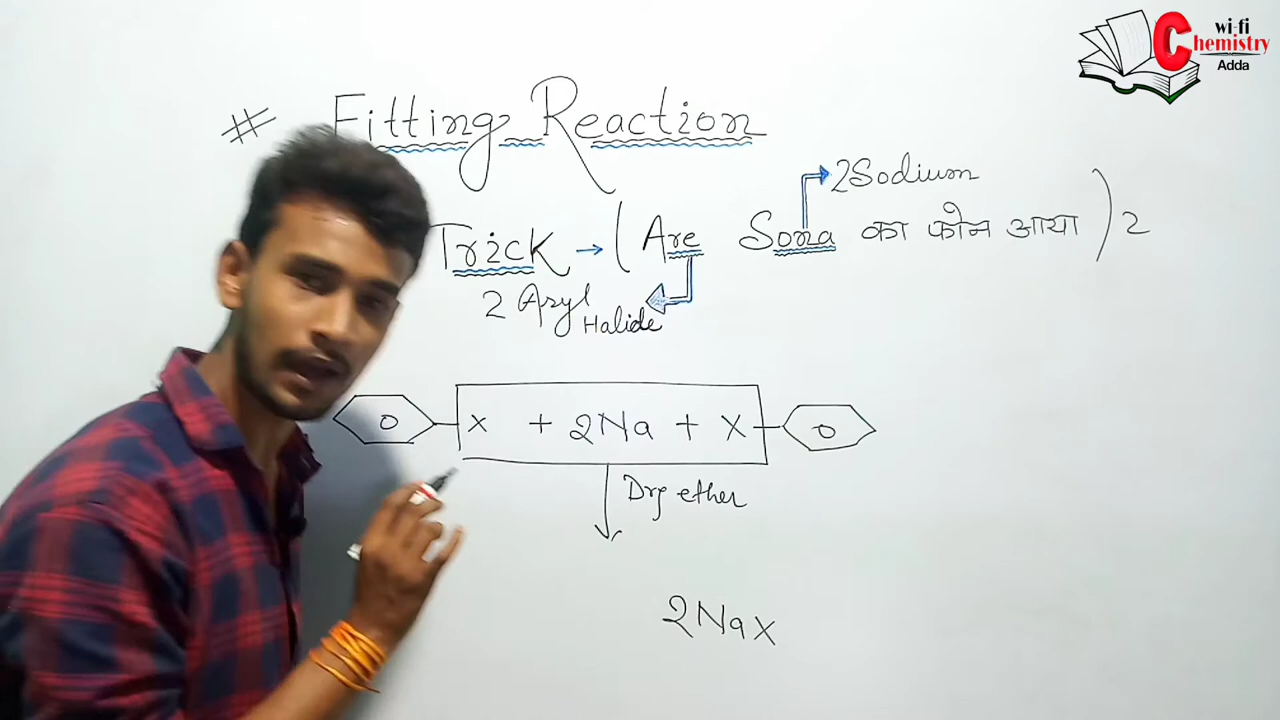 wi-fi
Chemistry
Adda
# Fitting Reaction
2Sodium
Trick → (Are Sona का फोन आया)2
2 Aryl Halide
X + 2Na + X
Dry ether
2NaX